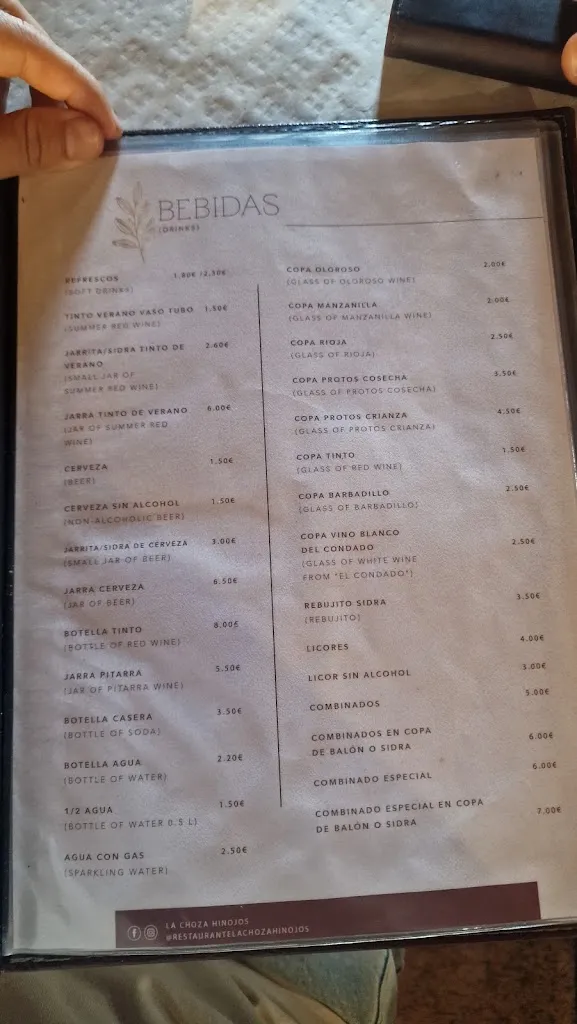 BEBIDAS
(DRINKS)
REFRESCOS 1.80€ /2.30€
(SOFT DRINKS)
TINTO VERANO VASO TUBO 1.50€
(SUMMER RED WINE)
JARRITA/SIDRA TINTO DE 2.60€
VERANO
(SMALL JAR OF
SUMMER RED WINE)
JARRA TINTO DE VERANO 6.00€
(JAR OF SUMMER RED
WINE)
CERVEZA 1.50€
(BEER)
CERVEZA SIN ALCOHOL 1.50€
(NON-ALCOHOLIC BEER)
JARRITA/SIDRA DE CERVEZA 3.00€
(SMALL JAR OF BEER)
JARRA CERVEZA 6.50€
(JAR OF BEER)
BOTELLA TINTO 8.00€
(BOTTLE OF RED WINE)
JARRA PITARRA 5.50€
(JAR OF PITARRA WINE)
BOTELLA CASERA 3.50€
(BOTTLE OF SODA)
BOTELLA AGUA 2.20€
(BOTTLE OF WATER)
1/2 AGUA 1.50€
(BOTTLE OF WATER 0.5 L)
AGUA CON GAS 2.50€
(SPARKLING WATER)
COPA OLOROSO 2.00€
(GLASS OF OLOROSO WINE)
COPA MANZANILLA 2.00€
(GLASS OF MANZANILLA WINE)
COPA RIOJA 2.50€
(GLASS OF RIOJA)
COPA PROTOS COSECHA 3.50€
(GLASS OF PROTOS COSECHA)
COPA PROTOS CRIANZA 4.50€
(GLASS OF PROTOS CRIANZA)
COPA TINTO 1.50€
(GLASS OF RED WINE)
COPA BARBADILLO 2.50€
(GLASS OF BARBADILLO)
COPA VINO BLANCO
DEL CONDADO 2.50€
(GLASS OF WHITE WINE
FROM "EL CONDADO")
REBUJITO SIDRA 3.50€
(REBUJITO)
LICORES 4.00€
LICOR SIN ALCOHOL 3.00€
COMBINADOS 5.00€
COMBINADOS EN COPA 6.00€
DE BALÓN O SIDRA
COMBINADO ESPECIAL 6.00€
COMBINADO ESPECIAL EN COPA 7.00€
DE BALÓN O SIDRA
LA CHOZA HINOJOS
@RESTAURANTELACHOZAHINOJOS